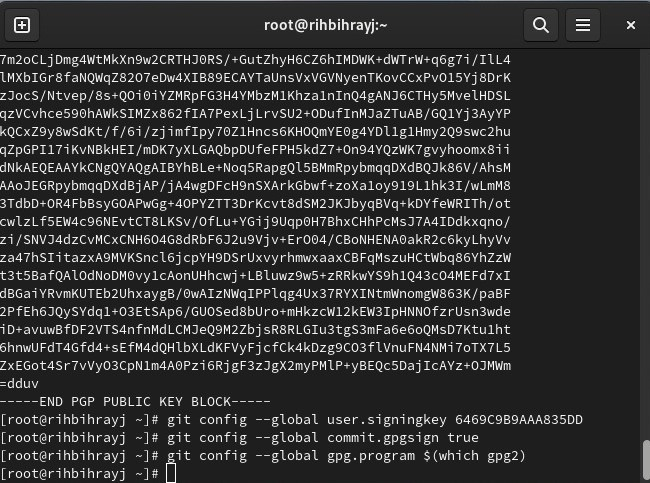 root@rihbihrayj:~
7m2oCLjDmg4WtMkXn9w2CRTHJ0RS/+GutZhyH6CZ6hIMDWK+dWTrW+q6g7i/IlL4
lMXbIGr8faNQWqZ82O7eDw4XIB89ECAYTaUnsVxVGVNyenTKovCCxPvO15Yj8DrK
zJocS/Ntvep/8s+QOi0iYZMRpFG3H4YMbzM1Khza1nInQ4gANJ6CTHy5MvelHDSL
qzVCvhce590hAWkSIMZx862fIA7PexLjLrvSU2+ODufInMJaZTuAB/GQ1Yj3AyYP
kQCxZ9y8wSdKt/f/6i/zjimfIpy70Z1Hncs6KHOQmYE0g4YDl1g1Hmy2Q9swc2hu
qZpGPI17iKvNBkHEI/mDK7yXLGAQbpDUfeFPH5kdZ7+On94YQzWK7gvyhoomx8ii
dNkAEQEAAYkCNgQYAQgAIBYhBLe+Noq5RapgQl5BMmRpybmqqDXdBQJk86V/AhsM
AAoJEGRpybmqqDXdBjAP/jA4wgDFcH9nSXArkGbwf+zoXa1oy919L1hk3I/wLmM8
3TdbD+OR4FbBsyGOAPwGg+4OPYZTT3DrKcvt8dSM2JKJbyqBVq+kDYfeWRITh/ot
cwlzLf5EW4c96NEvtCT8LKSv/OfLu+YGij9Uqp0H7BhxCHhPcMsJ7A4IDdkxqno/
zi/SNVJ4dzCvMCxCNH6O4G8dRbF6J2u9Vjv+ErO04/CBoNHENA0akR2c6kyLhyVv
za47hSIitazxA9MVKSncl6jcpYH9DSrUxvyrhmwxaaxCBFqMszuHCtWbq86YhZzW
t3t5BafQAlOdNoDM0vy1cAonUHhcwj+LBluwz9w5+zRRkwYS9h1Q43cO4MEFd7xI
dBGaiYRvmKUTEb2UhxaygB/0wAIzNWqIPPlqg4Ux37RYXINtmWnomgW863K/paBF
2PfEh6JQySYdq1+O3EtSAp6/GUOSed8bUro+mHkzcW12kEW3IpHNNOfzrUsn3wde
iD+avuwBfDF2VTS4nfnMdLCMJeQ9M2ZbjsR8RLGIu3tgS3mFa6e6oQMsD7Ktu1ht
6hnwUFdT4Gfd4+sEfM4dQHlbXLdKFVyFjcfCk4kDzg9CO3flVnuFN4NMi7oTX7L5
ZxEGot4Sr7vVyO3CpN1m4A0Pzi6RjgF3zJgX2myPMlP+yBEQc5DajIcAYz+OJMWm
=dduv
-----END PGP PUBLIC KEY BLOCK-----
[root@rihbihrayj ~]# git config --global user.signingkey 6469C9B9AAA835DD
[root@rihbihrayj ~]# git config --global commit.gpgsign true
[root@rihbihrayj ~]# git config --global gpg.program $(which gpg2)
[root@rihbihrayj ~]#